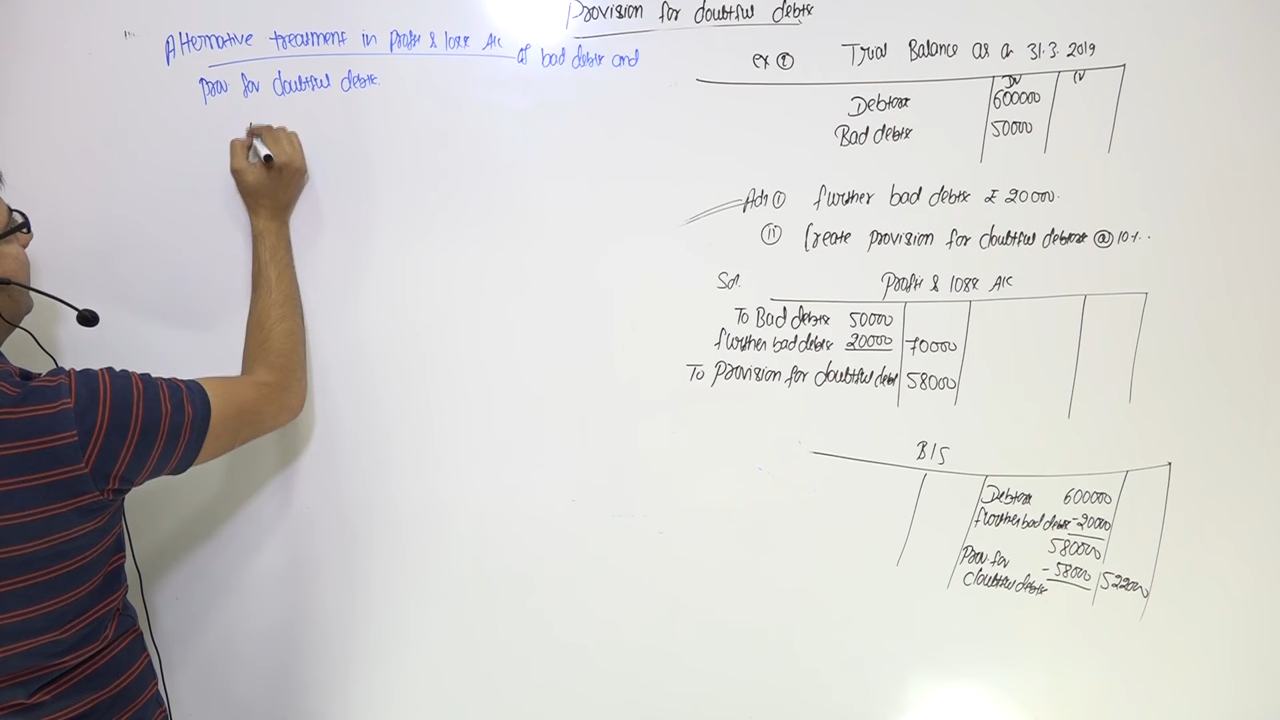 Provision for doubtful debts
Alternative treatment in Profit & loss A/C of bad debts and
Prov for doubtful debts.
ex ①
Trial Balance as on 31.3.2019
Dr
Cr
Debtors 600000
Bad debts 50000
Adj ① further bad debts ₹ 20000.
② Create provision for doubtful debts @ 10%.
Sol.
Profit & loss A/C
To Bad debts 50000
further bad debts 20000 70000
To Provision for doubtful debt 58000
B/S
Debtors 600000
further bad debts -20000
580000
Prov for
doubtful debts -58000 522000